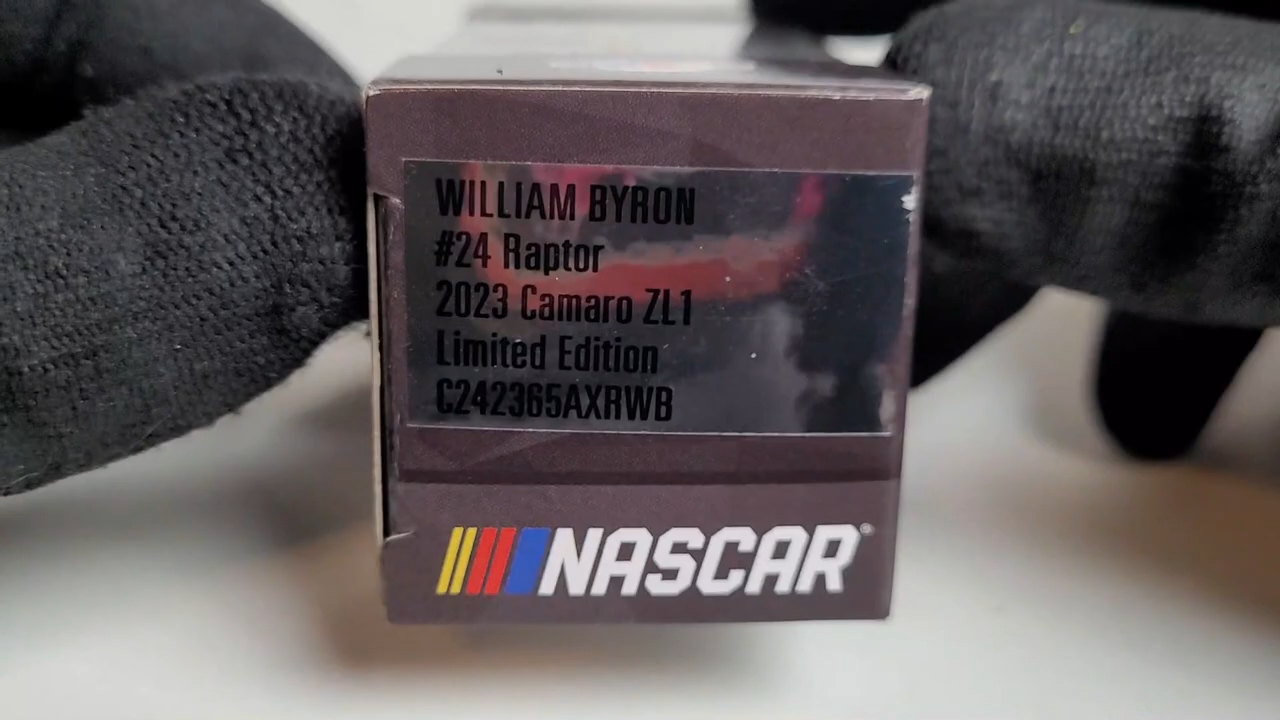 WILLIAM BYRON
#24 Raptor
2023 Camaro ZL1
Limited Edition
C242365AXRWB
NASCAR